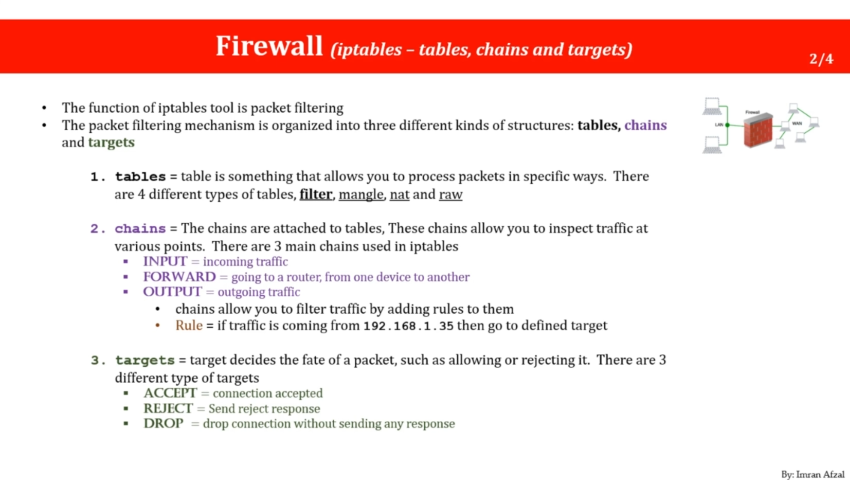 Firewall (iptables – tables, chains and targets)
2/4
• The function of iptables tool is packet filtering
• The packet filtering mechanism is organized into three different kinds of structures: tables, chains
and targets
1. tables = table is something that allows you to process packets in specific ways. There
are 4 different types of tables, filter, mangle, nat and raw
2. chains = The chains are attached to tables, These chains allow you to inspect traffic at
various points. There are 3 main chains used in iptables
▪ INPUT = incoming traffic
▪ FORWARD = going to a router, from one device to another
▪ OUTPUT = outgoing traffic
• chains allow you to filter traffic by adding rules to them
• Rule = if traffic is coming from 192.168.1.35 then go to defined target
3. targets = target decides the fate of a packet, such as allowing or rejecting it. There are 3
different type of targets
▪ ACCEPT = connection accepted
▪ REJECT = Send reject response
▪ DROP = drop connection without sending any response
Firewall
LAN
WAN
By: Imran Afzal